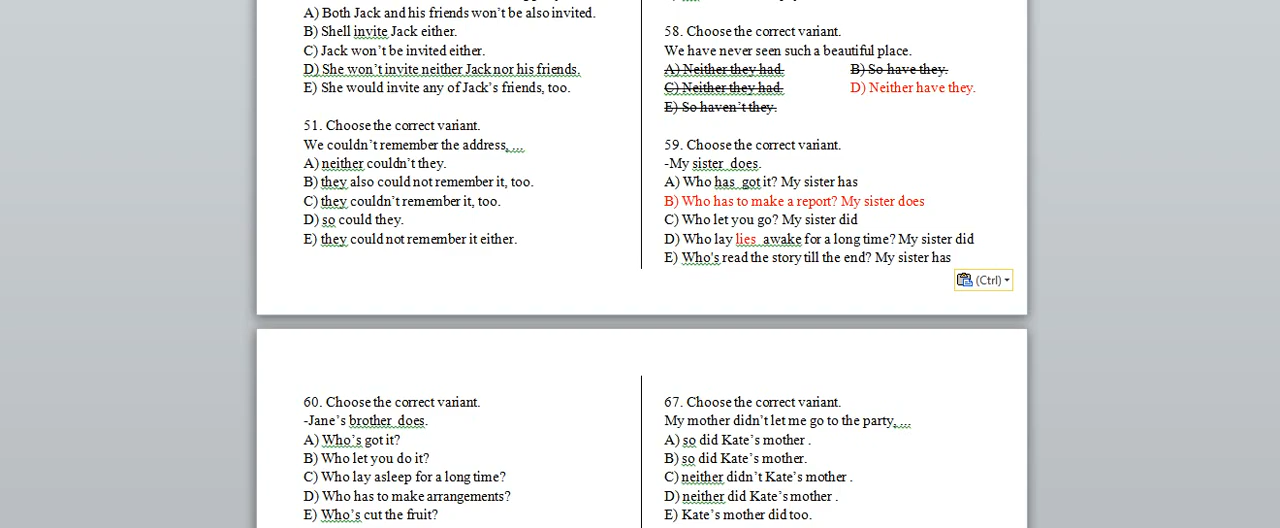 A) Both Jack and his friends won’t be also invited.
B) Shell invite Jack either.
C) Jack won’t be invited either.
D) She won’t invite neither Jack nor his friends.
E) She would invite any of Jack’s friends, too.
51. Choose the correct variant.
We couldn’t remember the address, …
A) neither couldn’t they.
B) they also could not remember it, too.
C) they couldn’t remember it, too.
D) so could they.
E) they could not remember it either.
58. Choose the correct variant.
We have never seen such a beautiful place.
A) Neither they had. B) So have they.
C) Neither they had. D) Neither have they.
E) So haven’t they.
59. Choose the correct variant.
-My sister does.
A) Who has got it? My sister has
B) Who has to make a report? My sister does
C) Who let you go? My sister did
D) Who lay lies awake for a long time? My sister did
E) Who's read the story till the end? My sister has
(Ctrl)
60. Choose the correct variant.
-Jane’s brother does.
A) Who’s got it?
B) Who let you do it?
C) Who lay asleep for a long time?
D) Who has to make arrangements?
E) Who’s cut the fruit?
67. Choose the correct variant.
My mother didn’t let me go to the party, …
A) so did Kate’s mother .
B) so did Kate’s mother.
C) neither didn’t Kate’s mother .
D) neither did Kate’s mother .
E) Kate’s mother did too.